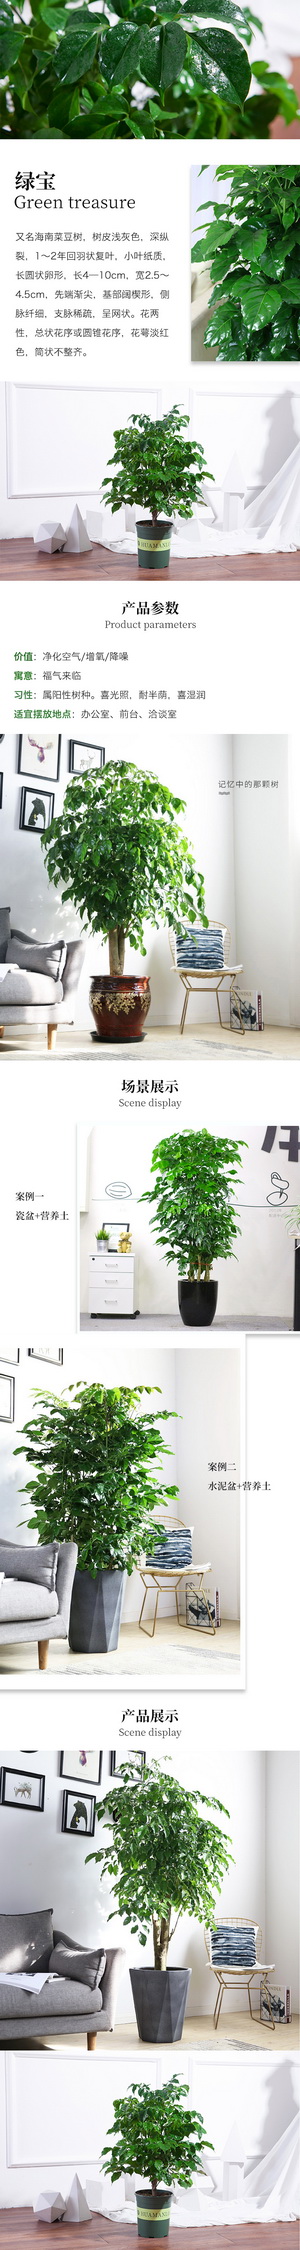 绿宝
Green treasure
又名海南菜豆树，树皮浅灰色，深纵
裂，1～2年回羽状复叶，小叶纸质，
长圆状卵形，长4—10cm，宽2.5～
4.5cm，先端渐尖，基部阔楔形，侧
脉纤细，支脉稀疏，呈网状。花两
性，总状花序或圆锥花序，花萼淡红
色，筒状不整齐。
HUAMANLI
产品参数
Product parameters
价值：净化空气/增氧/降噪
寓意：福气来临
习性：属阳性树种。喜光照，耐半荫，喜湿润
适宜摆放地点：办公室、前台、洽谈室
记忆中的那颗树
场景展示
Scene display
案例一
瓷盆+营养土
案例二
水泥盆+营养土
产品展示
Scene display